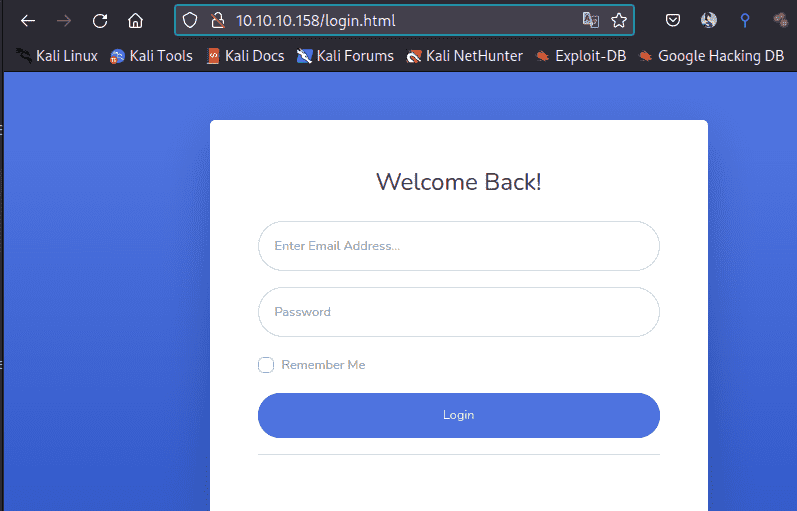 10.10.10.158/login.html
Kali Linux Kali Tools Kali Docs Kali Forums Kali NetHunter Exploit-DB Google Hacking DB
Welcome Back!
Enter Email Address...
Password
Remember Me
Login